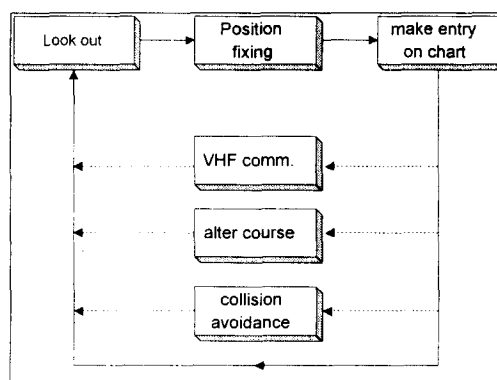 Look out
Position
fixing
make entry
on chart
VHF comm.
alter course
collision
avoidance